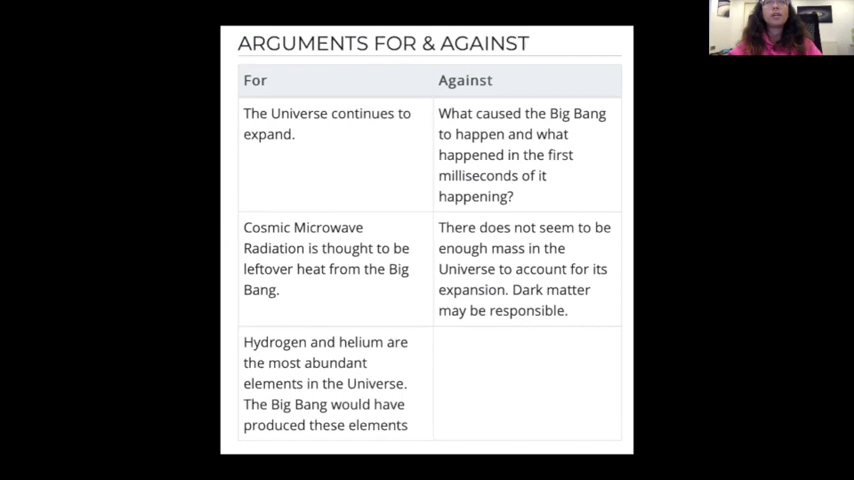 ARGUMENTS FOR & AGAINST
For
Against
The Universe continues to
expand.
What caused the Big Bang
to happen and what
happened in the first
milliseconds of it
happening?
Cosmic Microwave
Radiation is thought to be
leftover heat from the Big
Bang.
There does not seem to be
enough mass in the
Universe to account for its
expansion. Dark matter
may be responsible.
Hydrogen and helium are
the most abundant
elements in the Universe.
The Big Bang would have
produced these elements